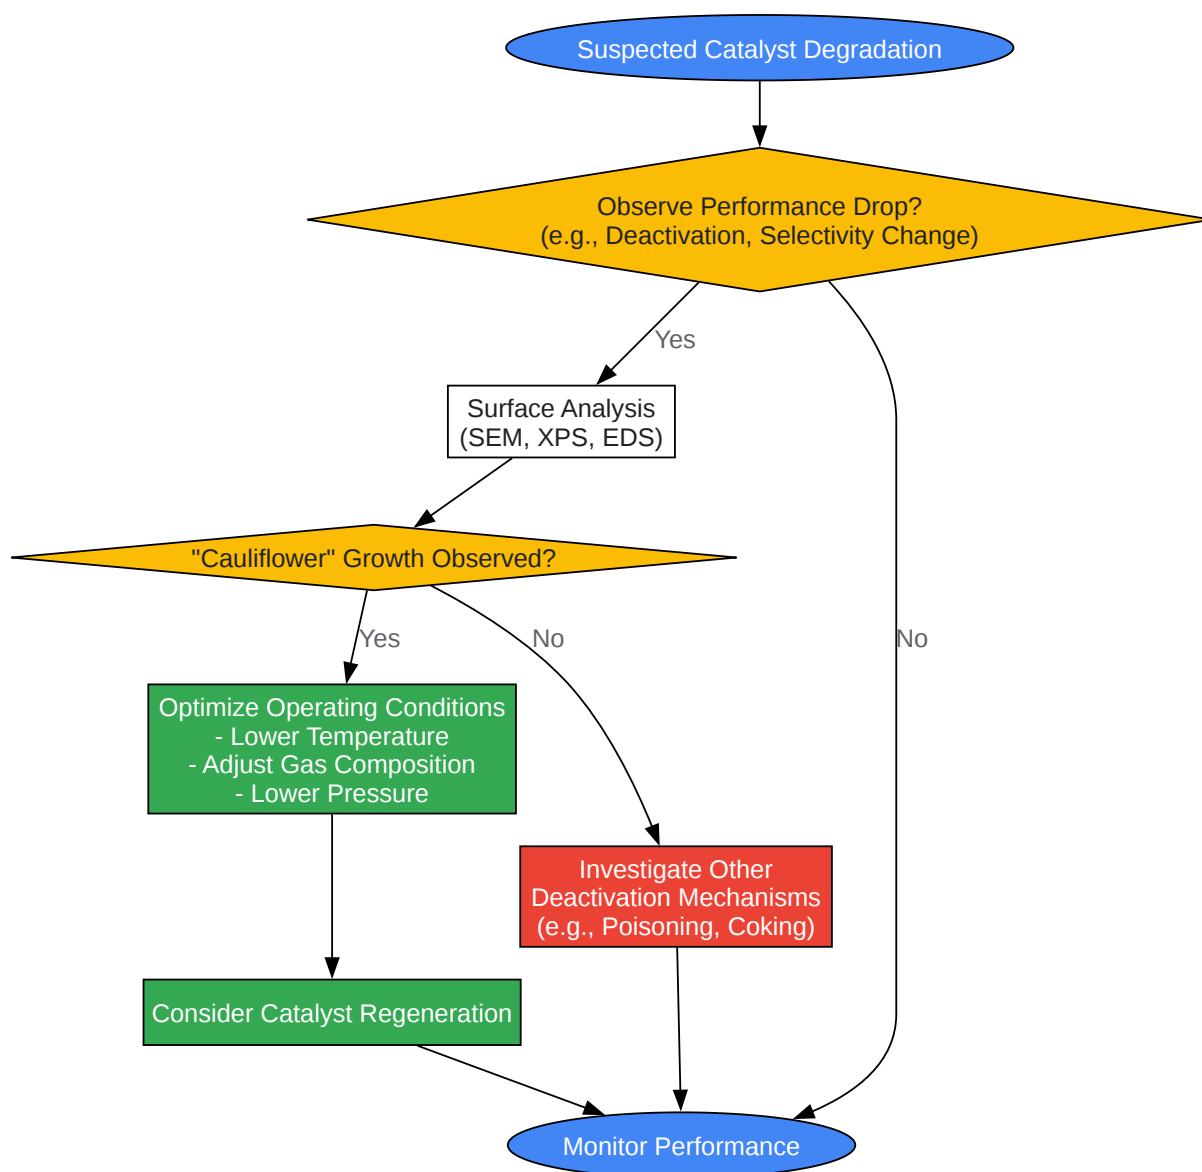 Suspected Catalyst Degradation
Observe Performance Drop?
(e.g., Deactivation, Selectivity Change)
Yes
Surface Analysis
(SEM, XPS, EDS)
"Cauliflower" Growth Observed?
Yes
No
No
Optimize Operating Conditions
- Lower Temperature
- Adjust Gas Composition
- Lower Pressure
Investigate Other
Deactivation Mechanisms
(e.g., Poisoning, Coking)
Consider Catalyst Regeneration
Monitor Performance